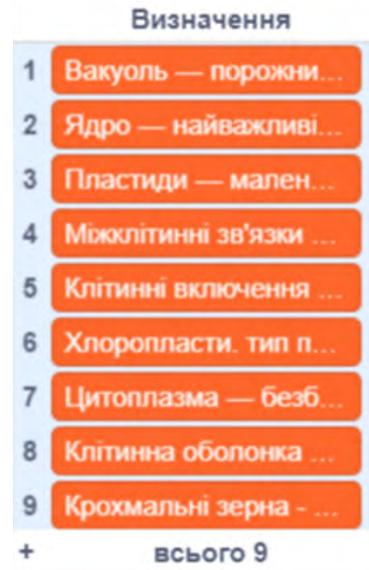 Визначення
1 Вакуоль — порожни...
2 Ядро — найважливі...
3 Пластиди — мален...
4 Міжклітинні зв'язки ...
5 Клітинні включення ...
6 Хлоропласти. тип п...
7 Цитоплазма — безб...
8 Клітинна оболонка ...
9 Крохмальні зерна - ...
+ всього 9